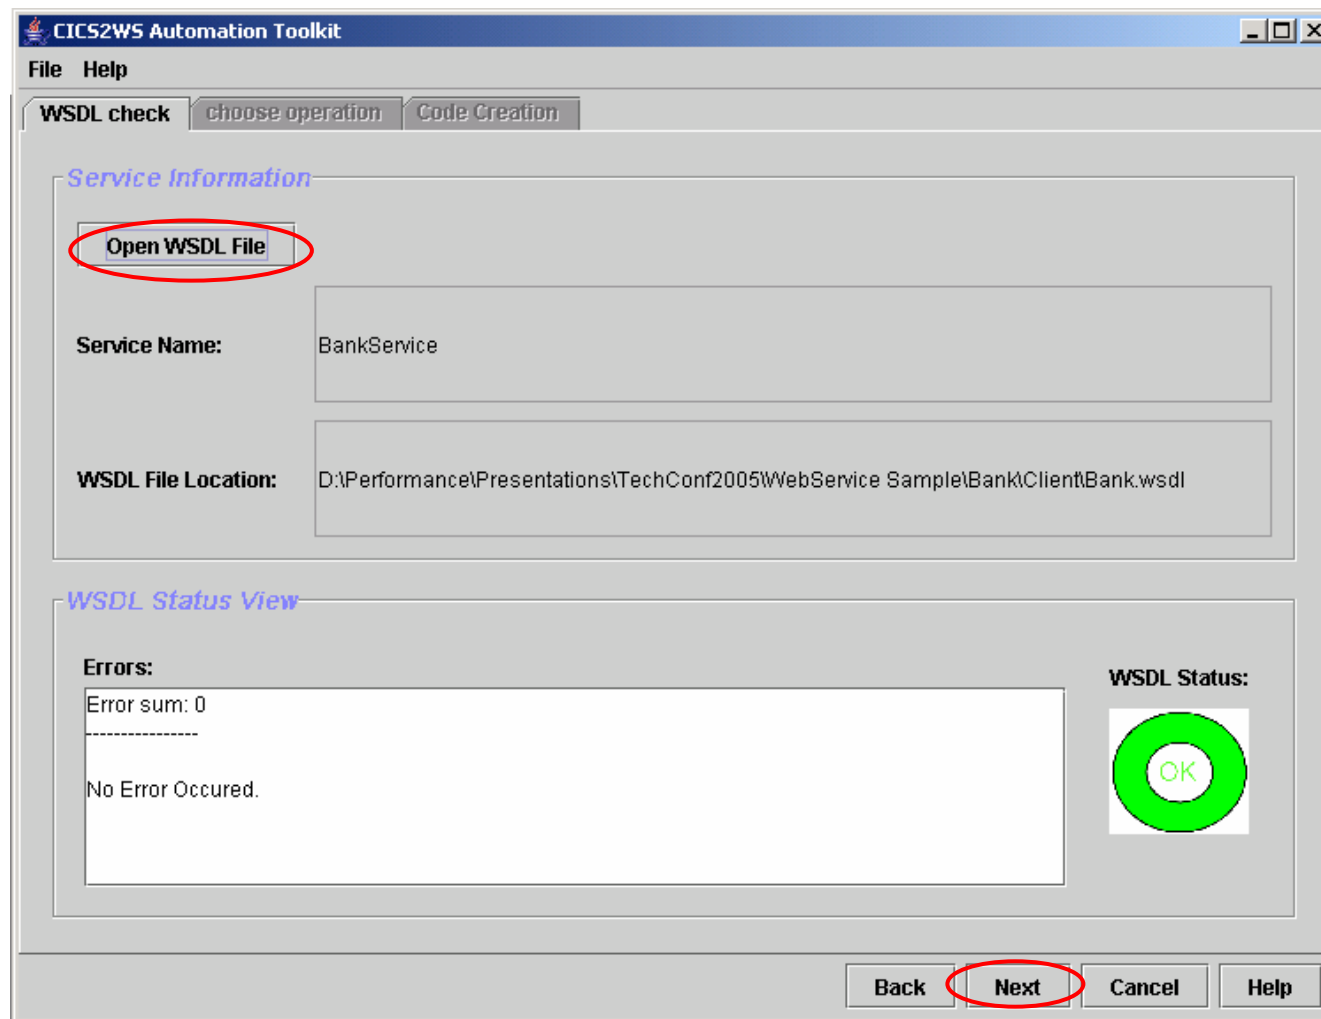 CICS2WS Automation Toolkit
File Help
WSDL check choose operation Code Creation
Service Information
Open WSDL File
Service Name: BankService
WSDL File Location: D:\Performance\Presentations\TechConf2005\WebService Sample\Bank\Client\Bank.wsdl
WSDL Status View
Errors:
WSDL Status:
Error sum: 0
----------------
OK
No Error Occured.
Back Next Cancel Help